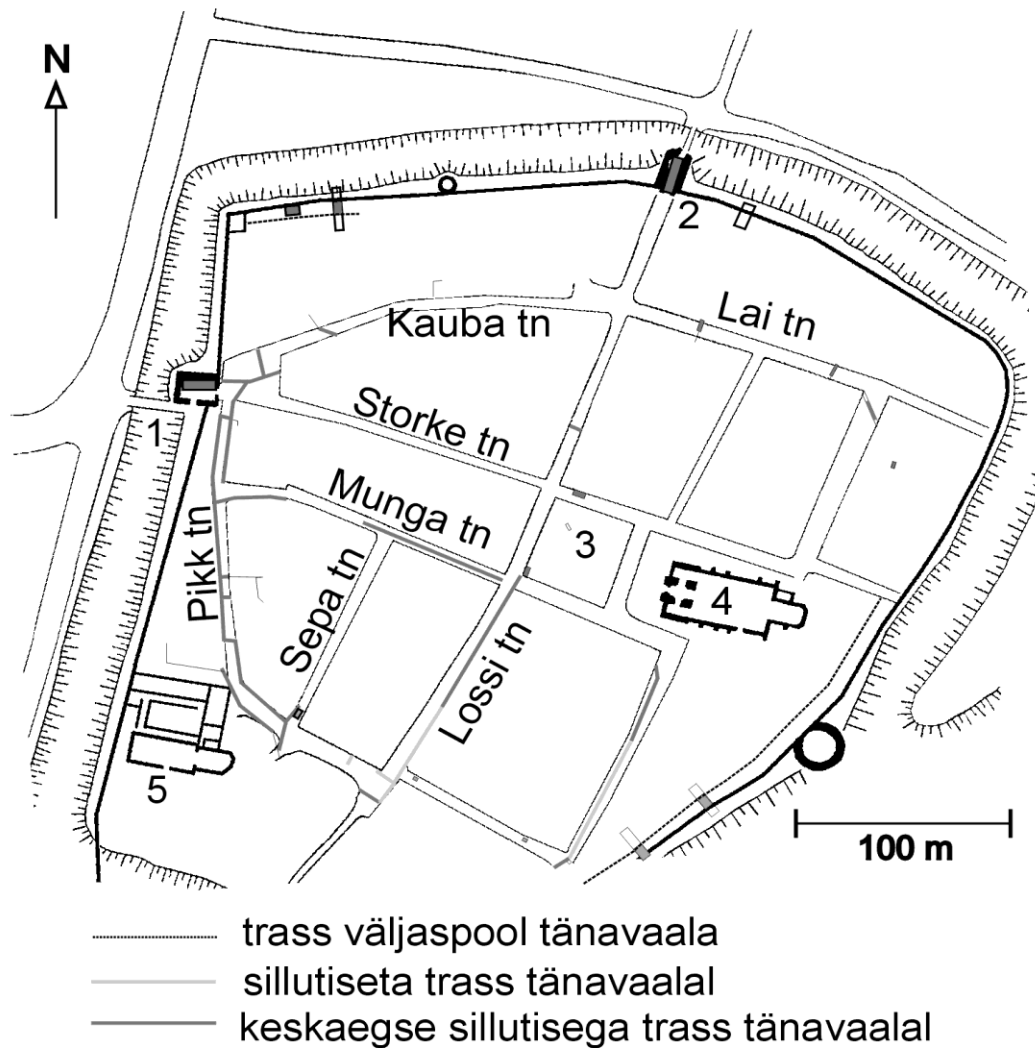 N
2
Lai tn
Kauba tn
Storke tn
1
Munga tn
3
Pikk tn
Sepa tn
4
Lossi tn
5
100 m
trass väljaspool tänavaala
sillutiseta trass tänavaalal
keskaegse sillutisega trass tänavaalal